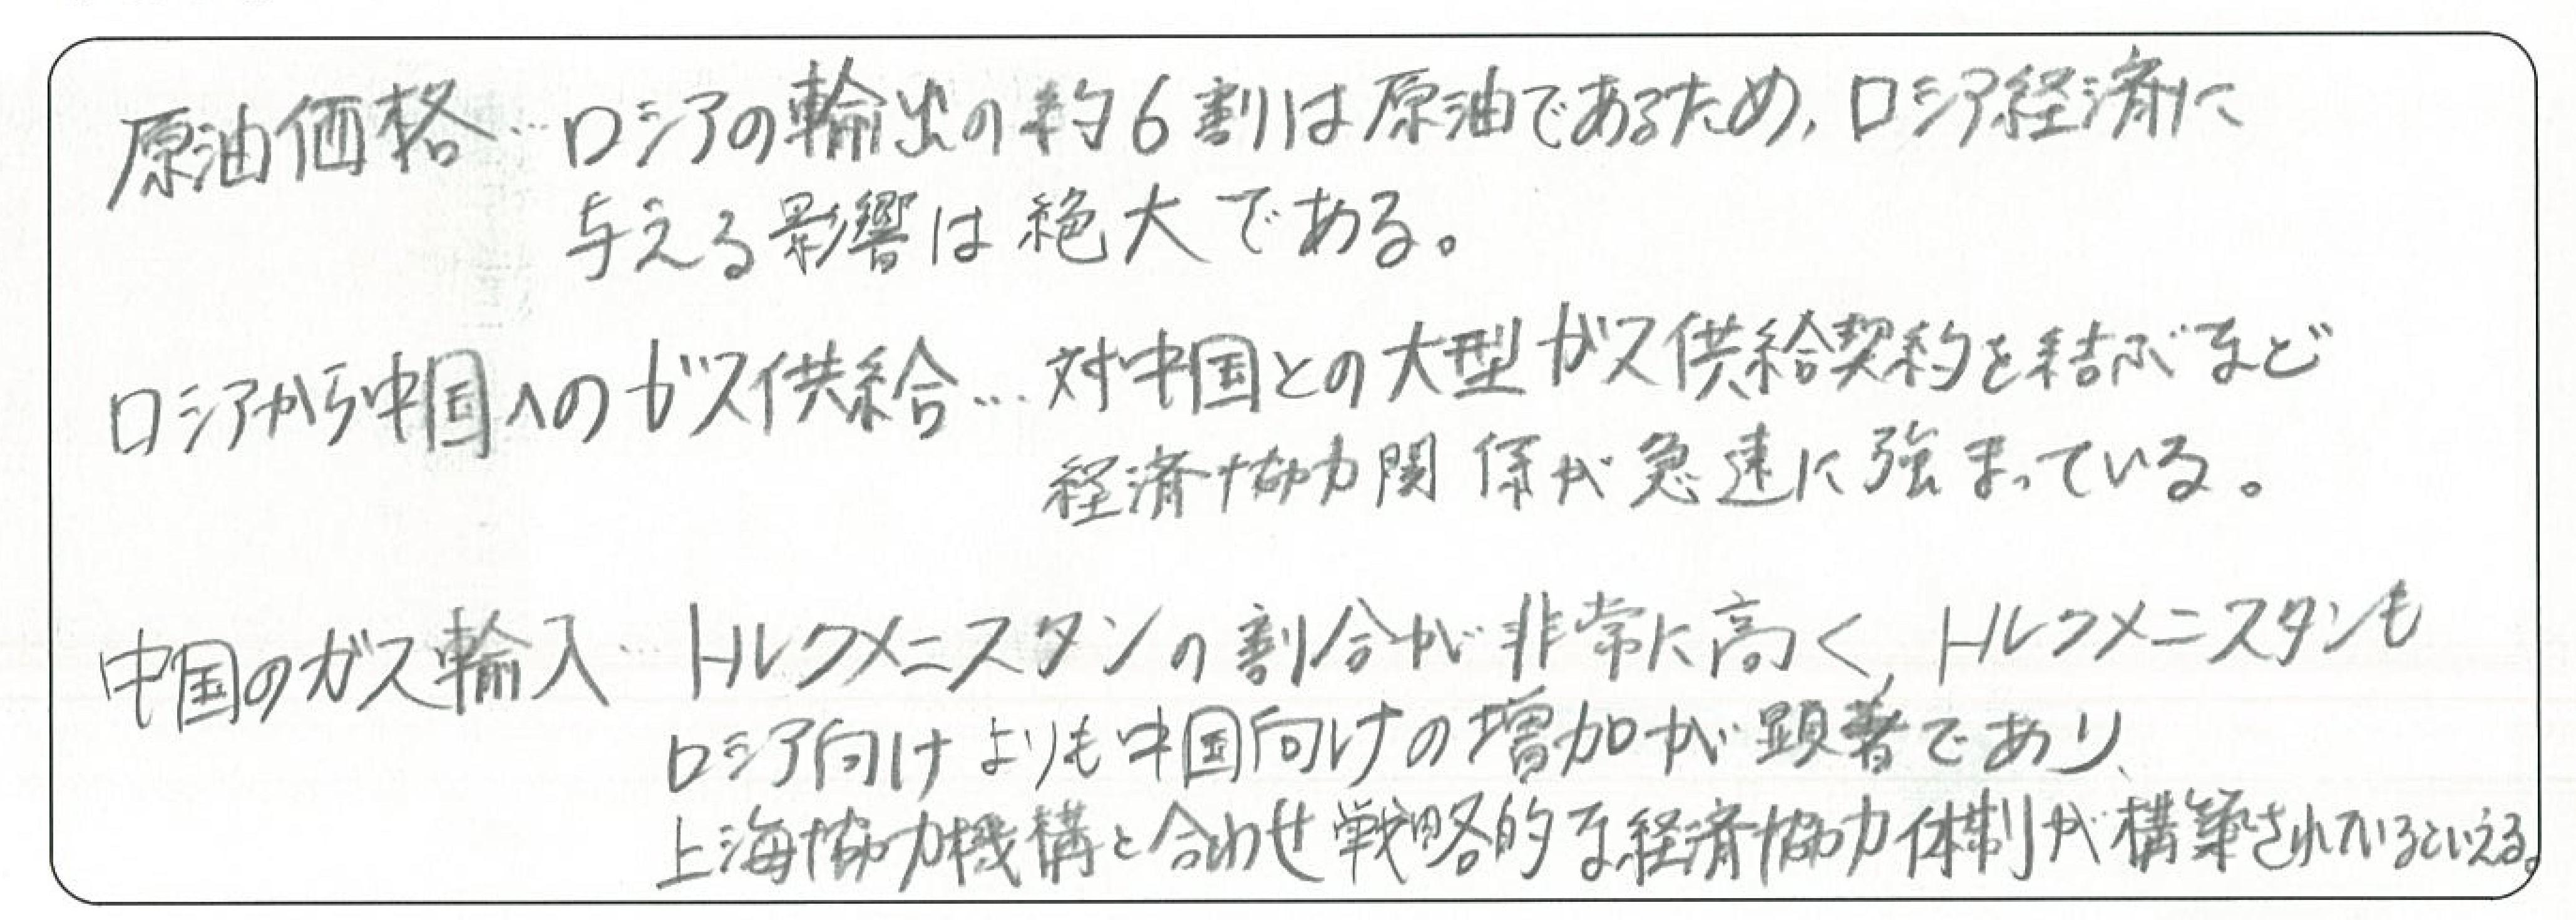 原油価格…ロシアの輸出の約6割は原油であるため、ロシア経済に
与える影響は絶大である。
ロシアから中国へのガス供給…対中国との大型ガス供給契約を結ぶなど
経済協力関係が急速に強まっている。
中国のガス輸入…トルクメニスタンの割合が非常に高く、トルクメニスタンも
ロシア向けよりも中国向けの増加が顕著であり、
上海協力機構と合わせ戦略的な経済協力体制が構築されているといえる。